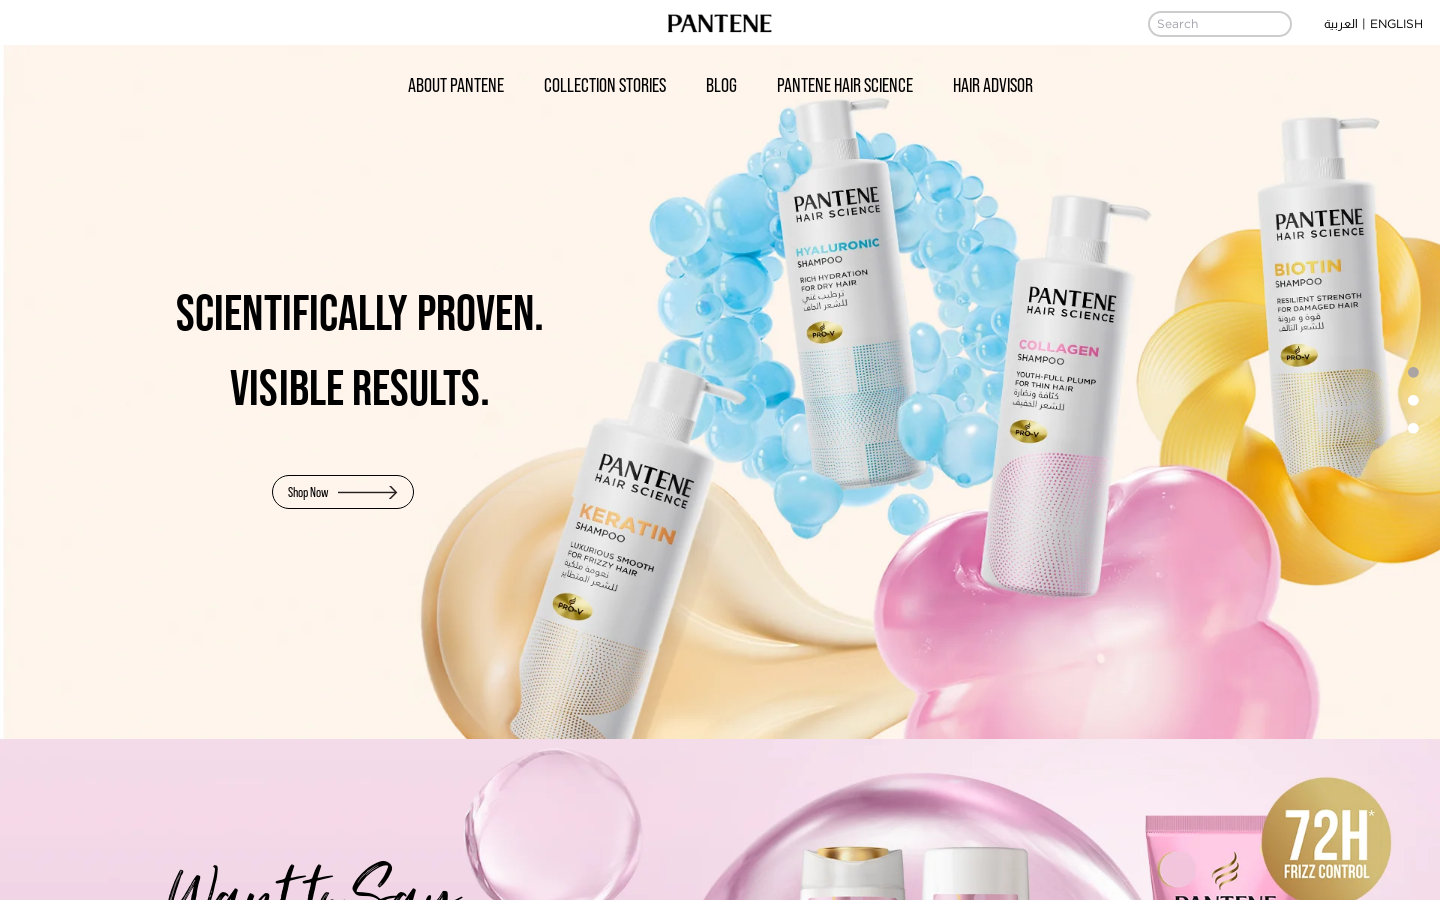 PANTENE
Search
العربية | ENGLISH
ABOUT PANTENE
COLLECTION STORIES
BLOG
PANTENE HAIR SCIENCE
HAIR ADVISOR
SCIENTIFICALLY PROVEN.
VISIBLE RESULTS.
Shop Now
PANTENE
HAIR SCIENCE
HYALURONIC
SHAMPOO
RICH HYDRATION
FOR DRY HAIR
ترطيب غني
للشعر الجاف
PRO-V
PANTENE
HAIR SCIENCE
COLLAGEN
SHAMPOO
YOUTH-FULL PLUMP
FOR THIN HAIR
كثافة ونضارة
للشعر الخفيف
PRO-V
PANTENE
HAIR SCIENCE
BIOTIN
SHAMPOO
RESILIENT STRENGTH
FOR DAMAGED HAIR
قوة و مرونة
للشعر التالف
PRO-V
PANTENE
HAIR SCIENCE
KERATIN
SHAMPOO
LUXURIOUS SMOOTH
FOR FRIZZY HAIR
نعومة ملكية
للشعر المتطاير
PRO-V
72H*
FRIZZ CONTROL
Want to Say
PANTENE